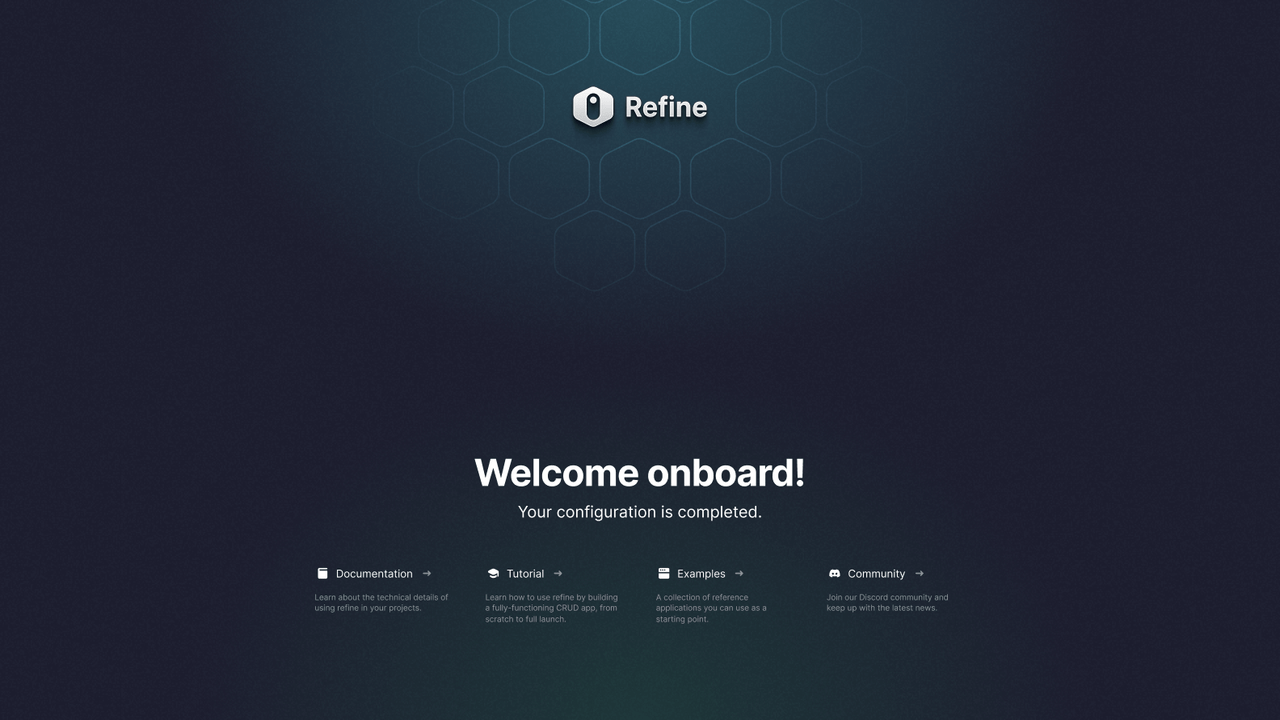 Refine
Welcome onboard!
Your configuration is completed.
Documentation
Learn about the technical details of
using refine in your projects.
Tutorial
Learn how to use refine by building
a fully-functioning CRUD app, from
scratch to full launch.
Examples
A collection of reference
applications you can use as a
starting point.
Community
Join our Discord community and
keep up with the latest news.